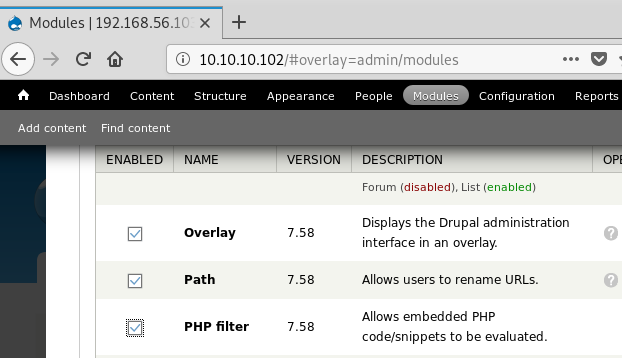 Modules | 192.168.56.10
10.10.10.102/#overlay=admin/modules
Dashboard Content Structure Appearance People Modules Configuration Reports
Add content Find content
ENABLED NAME VERSION DESCRIPTION OPE
Forum (disabled), List (enabled)
Overlay 7.58 Displays the Drupal administration
interface in an overlay.
Path 7.58 Allows users to rename URLs.
PHP filter 7.58 Allows embedded PHP
code/snippets to be evaluated.